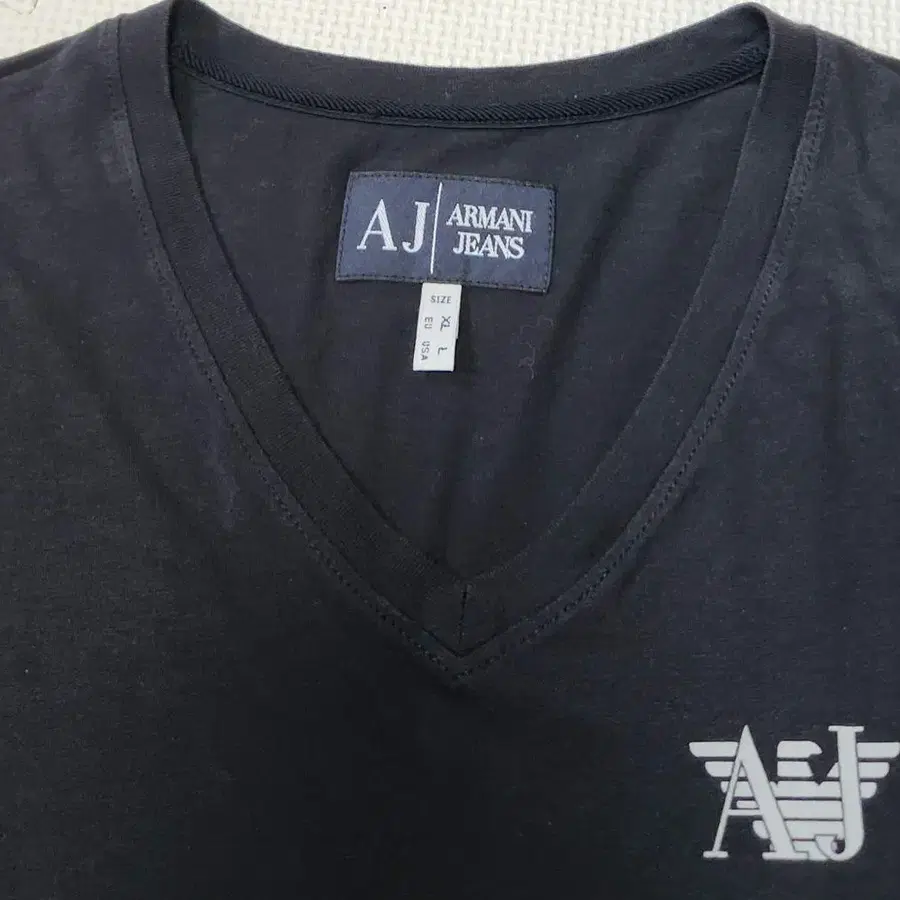 AJ
ARMANI
JEANS
SIZE
XL L
EU USA
AJ